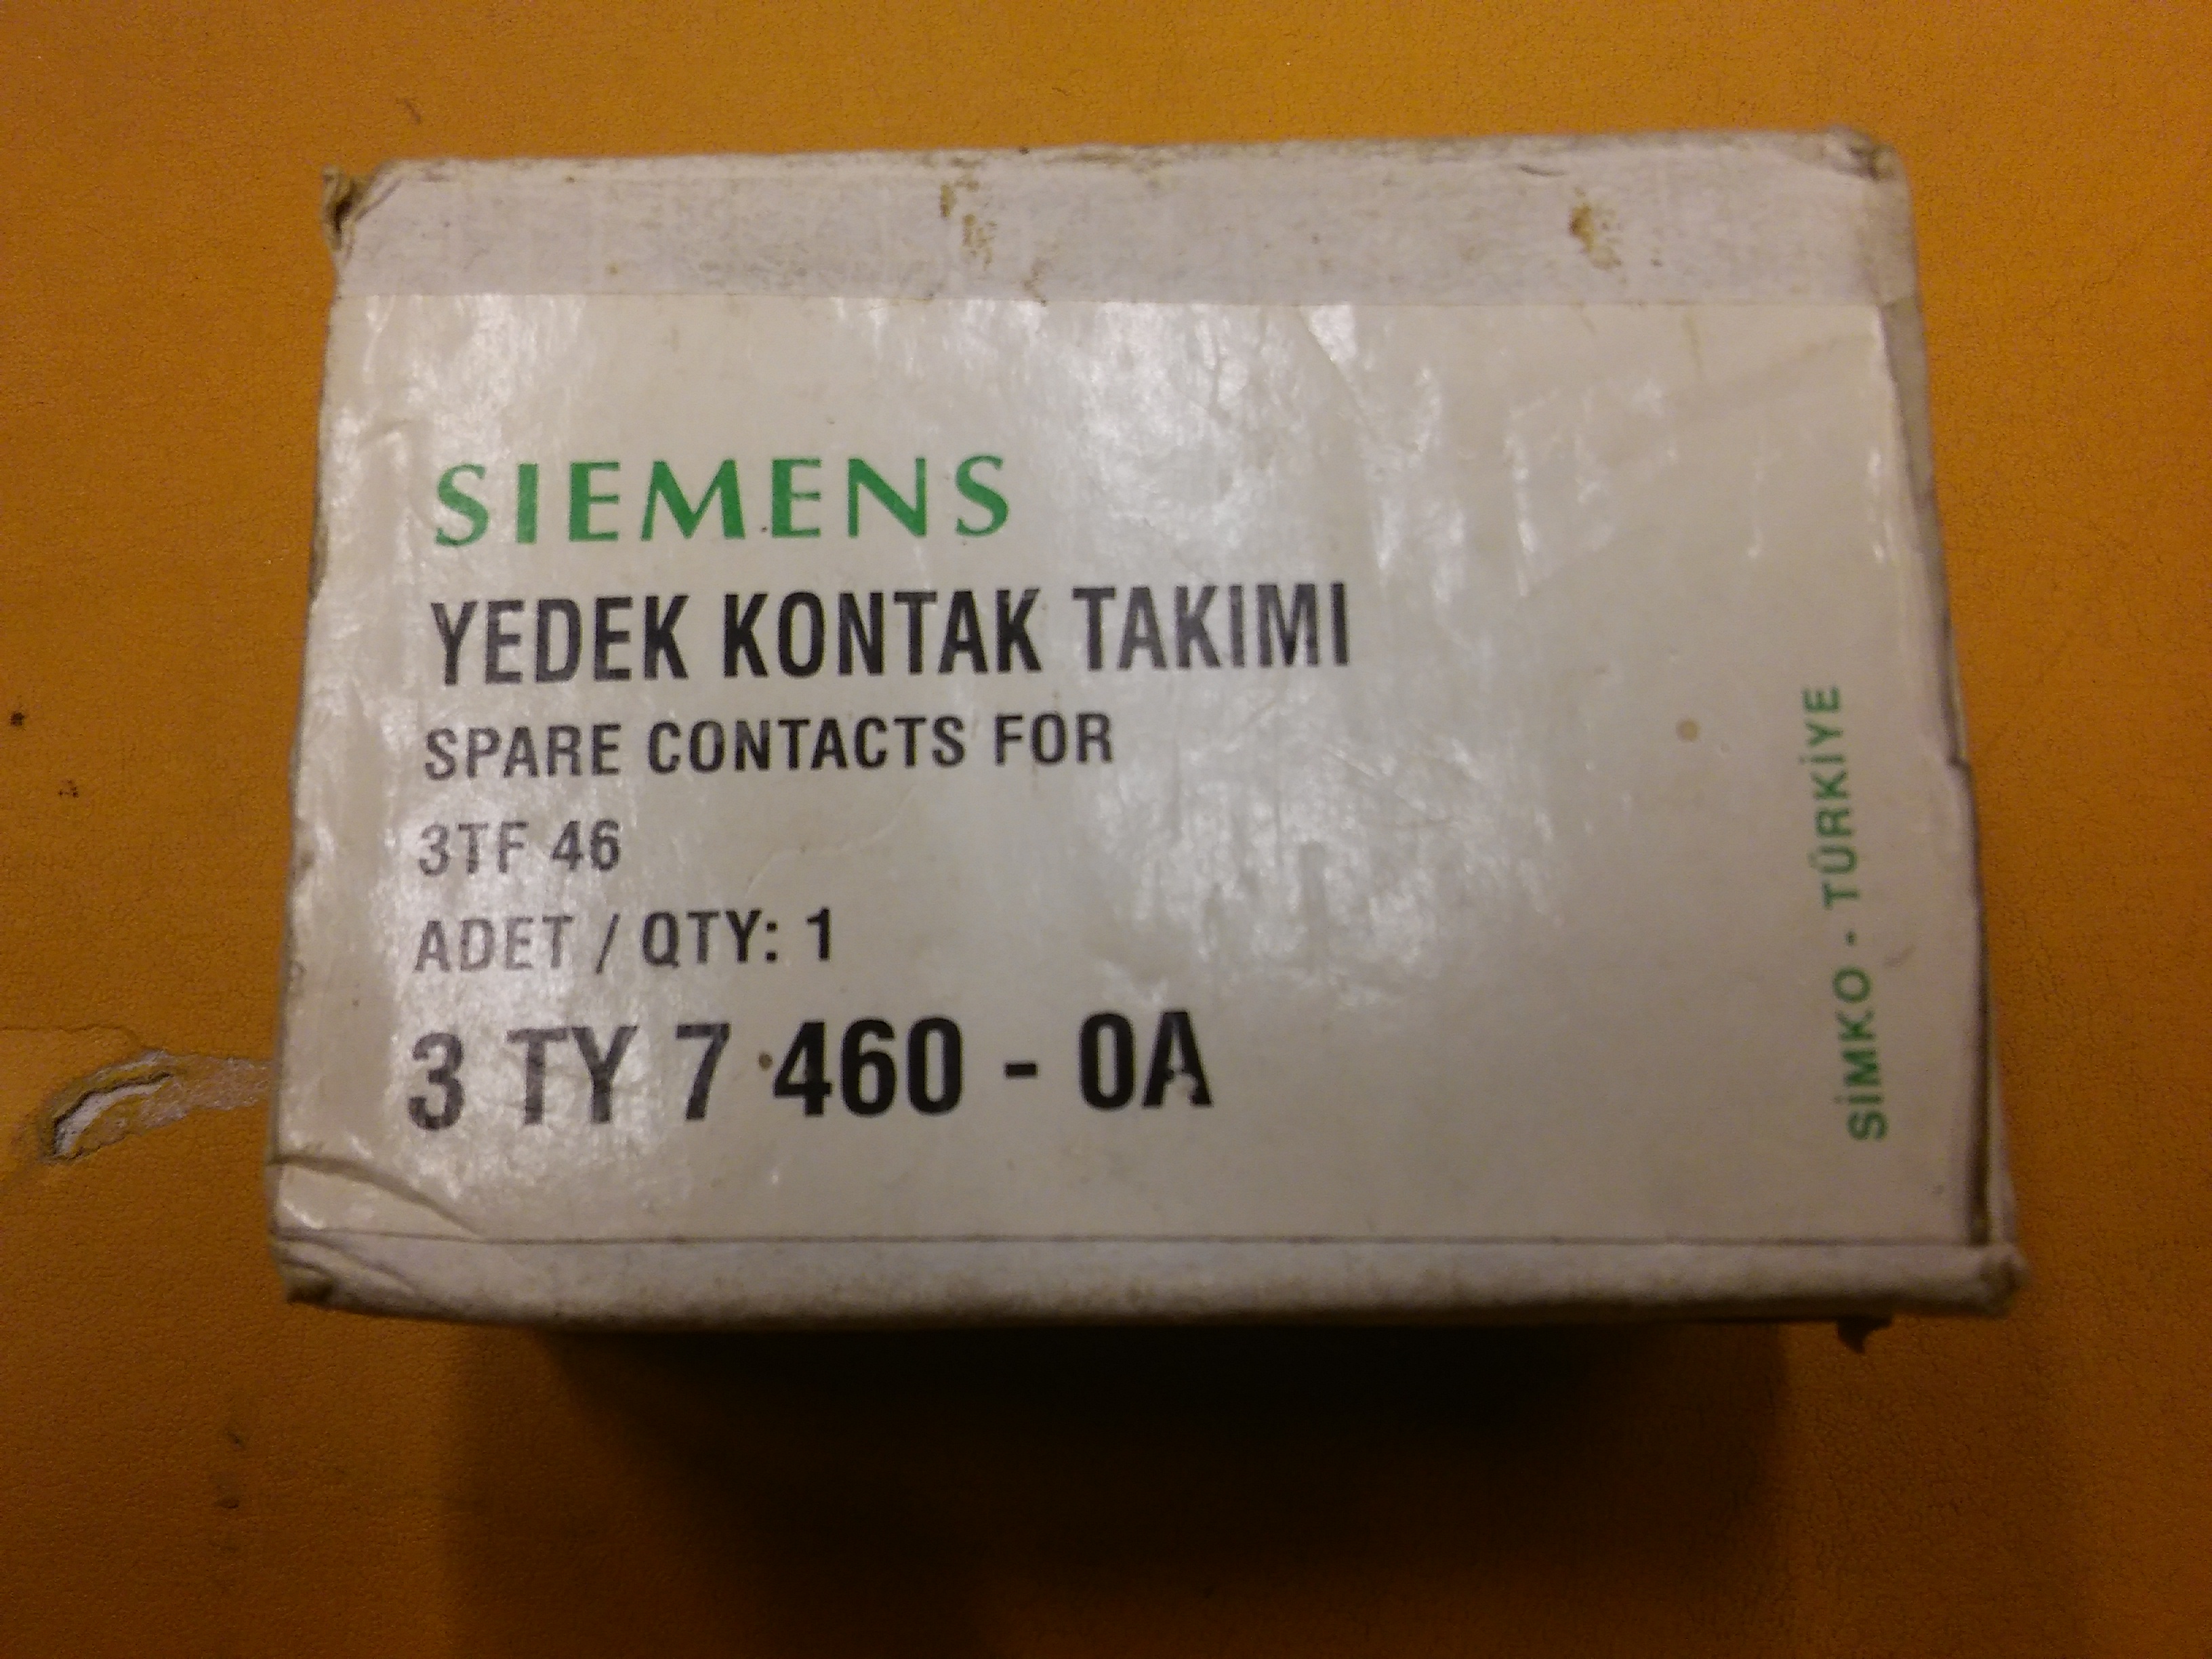 SIEMENS
YEDEK KONTAK TAKIMI
SPARE CONTACTS FOR
3TF 46
ADET / QTY: 1
3 TY 7 460 - 0A
SİMKO - TÜRKİYE